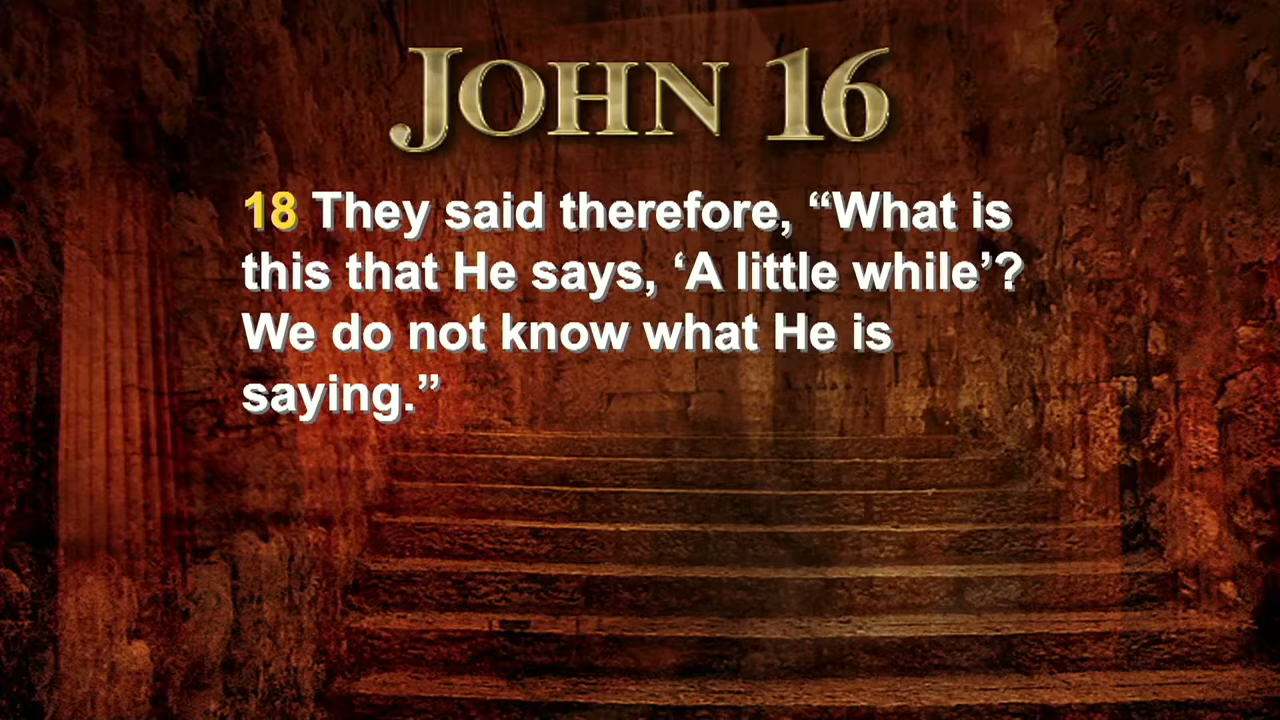 JOHN 16
18 They said therefore, “What is
this that He says, ‘A little while’?
We do not know what He is
saying.”